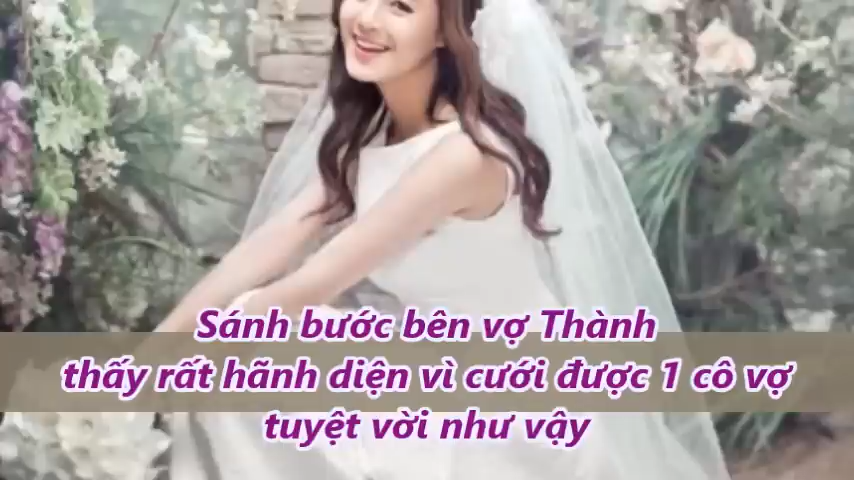 Sánh bước bên vợ Thành
thấy rất hãnh diện vì cưới được 1 cô vợ
tuyệt vời như vậy